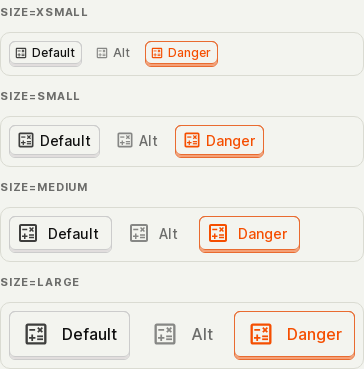 SIZE=XSMALL
Default Alt Danger
SIZE=SMALL
Default Alt Danger
SIZE=MEDIUM
Default Alt Danger
SIZE=LARGE
Default Alt Danger